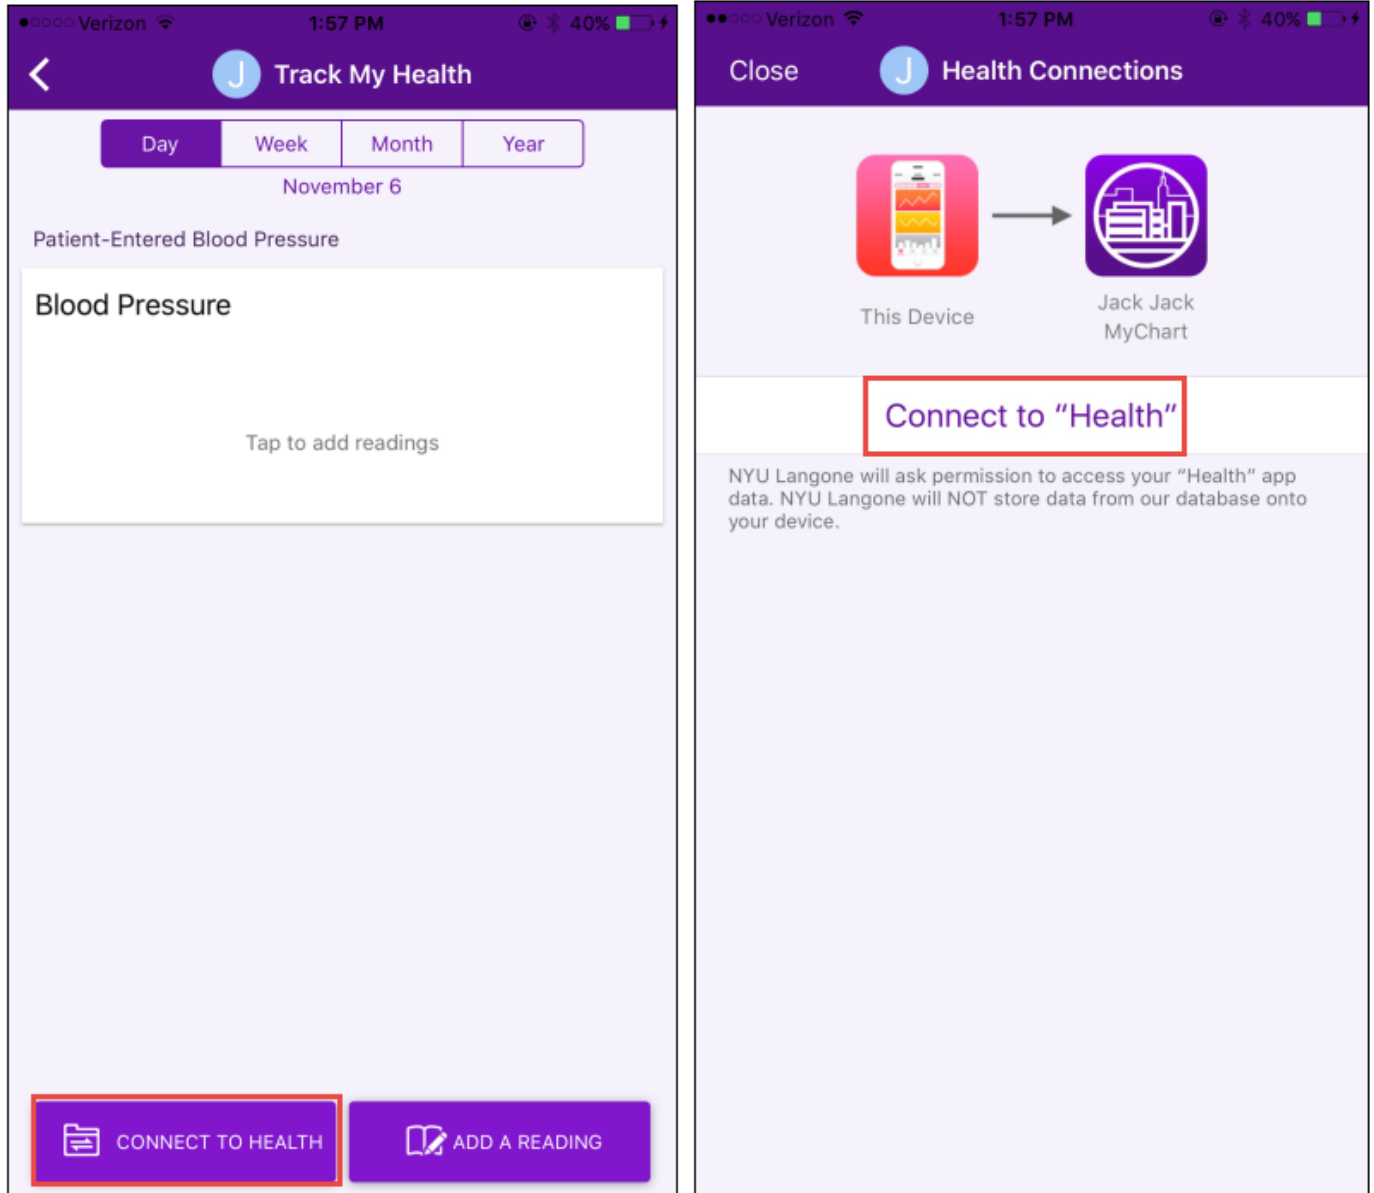 Verizon 1:57 PM 40%
J Track My Health
Day Week Month Year
November 6
Patient-Entered Blood Pressure
Blood Pressure
Tap to add readings
CONNECT TO HEALTH ADD A READING
Verizon 1:57 PM 40%
Close J Health Connections
This Device
Jack Jack
MyChart
Connect to “Health”
NYU Langone will ask permission to access your “Health” app
data. NYU Langone will NOT store data from our database onto
your device.